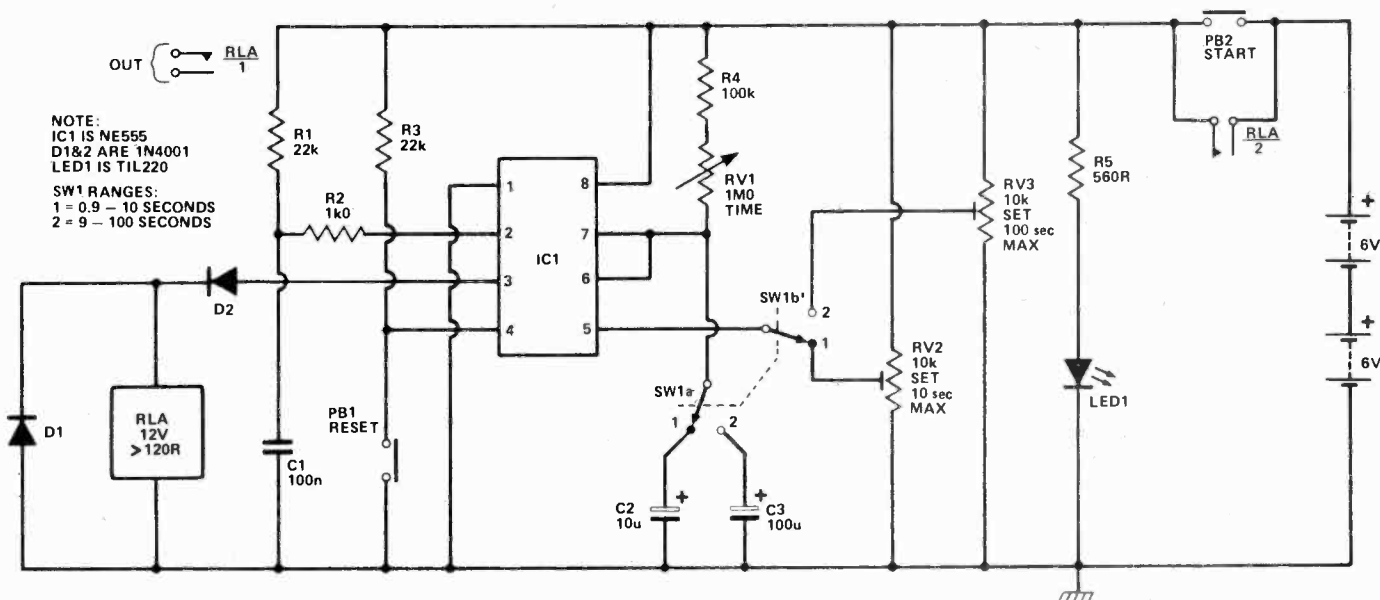 OUT
RLA
1
NOTE:
IC1 IS NE555
D1&2 ARE 1N4001
LED1 IS TIL220
SW1 RANGES:
1 = 0.9 – 10 SECONDS
2 = 9 – 100 SECONDS
R1
22k
R2
1k0
R3
22k
R4
100k
RV1
1M0
TIME
IC1
1
2
3
4
8
7
6
5
D2
D1
RLA
12V
>120R
C1
100n
PB1
RESET
SW1a
1
2
C2
10u
+
C3
100u
+
SW1b'
2
1
RV2
10k
SET
10 sec
MAX
RV3
10k
SET
100 sec
MAX
R5
560R
LED1
PB2
START
RLA
2
+
6V
+
6V